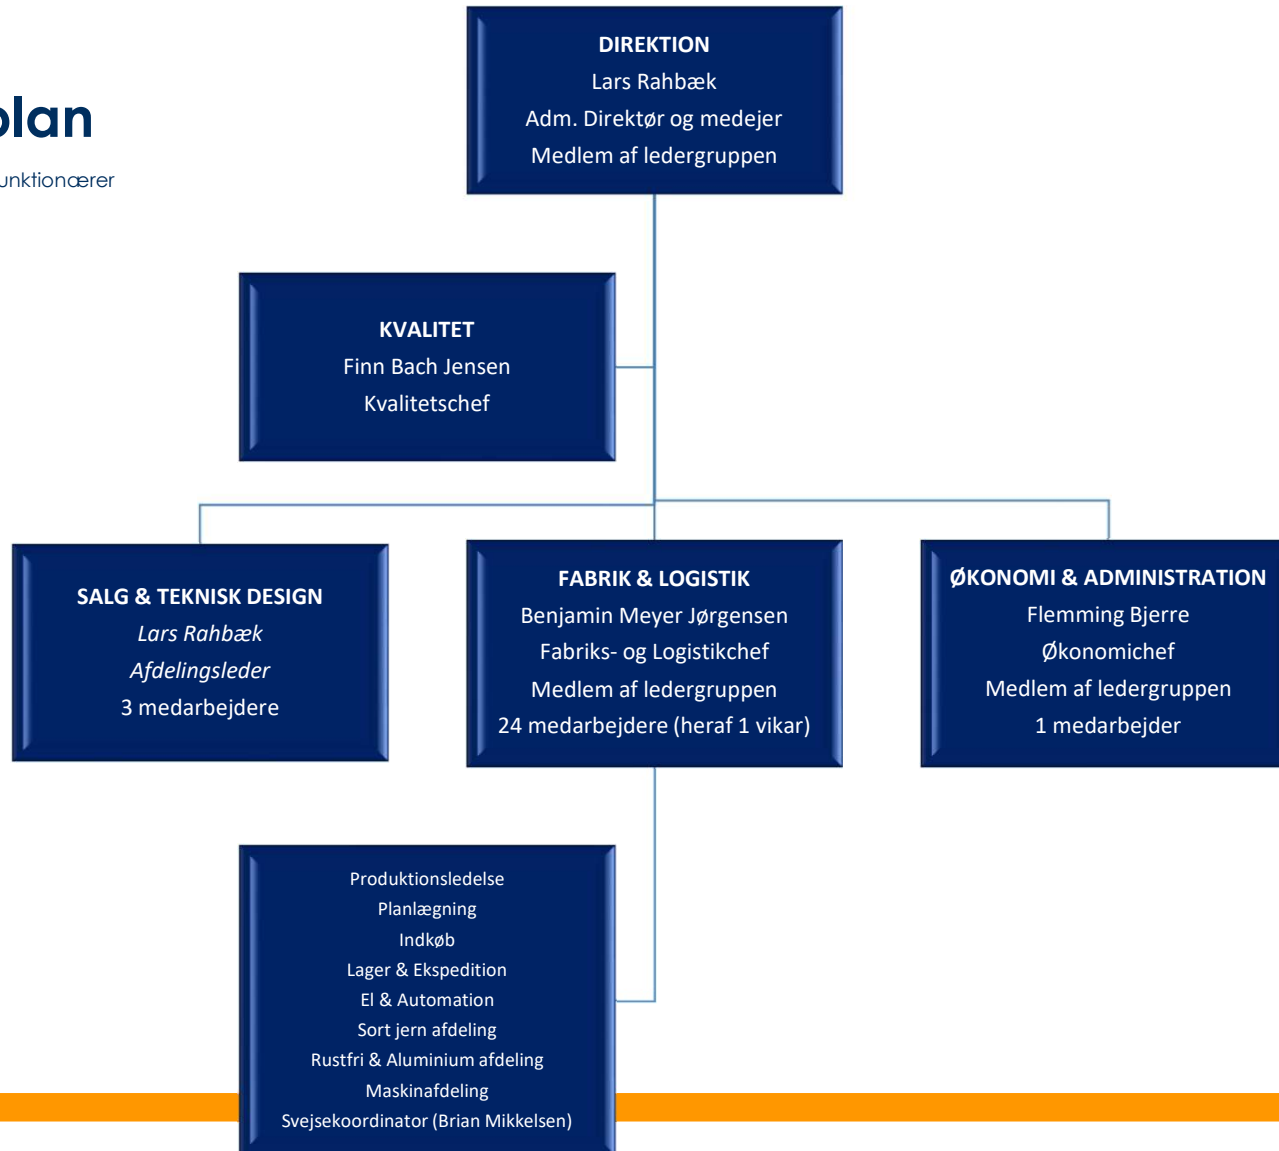 plan
unktionærer
DIREKTION
Lars Rahbæk
Adm. Direktør og medejer
Medlem af ledergruppen
KVALITET
Finn Bach Jensen
Kvalitetschef
SALG & TEKNISK DESIGN
Lars Rahbæk
Afdelingsleder
3 medarbejdere
FABRIK & LOGISTIK
Benjamin Meyer Jørgensen
Fabriks- og Logistikchef
Medlem af ledergruppen
24 medarbejdere (heraf 1 vikar)
ØKONOMI & ADMINISTRATION
Flemming Bjerre
Økonomichef
Medlem af ledergruppen
1 medarbejder
Produktionsledelse
Planlægning
Indkøb
Lager & Ekspedition
El & Automation
Sort jern afdeling
Rustfri & Aluminium afdeling
Maskinafdeling
Svejsekoordinator (Brian Mikkelsen)